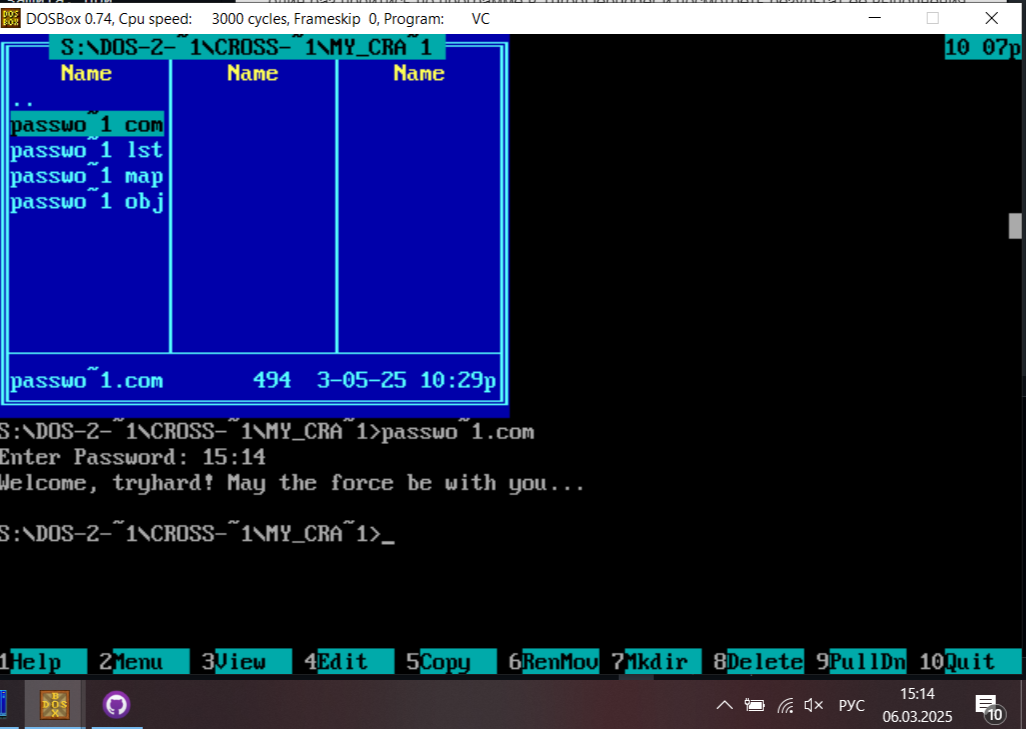 DOSBox 0.74, Cpu speed: 3000 cycles, Frameskip 0, Program: VC
S:\DOS-2-~1\CROSS-~1\MY_CRA~1
10 07p
Name Name Name
..
passwo~1 com
passwo~1 lst
passwo~1 map
passwo~1 obj
passwo~1.com 494 3-05-25 10:29p
S:\DOS-2-~1\CROSS-~1\MY_CRA~1>passwo~1.com
Enter Password: 15:14
Welcome, tryhard! May the force be with you...
S:\DOS-2-~1\CROSS-~1\MY_CRA~1>_
1Help 2Menu 3View 4Edit 5Copy 6RenMov 7Mkdir 8Delete 9PullDn 10Quit
DOS BOX
РУС
15:14
06.03.2025
10